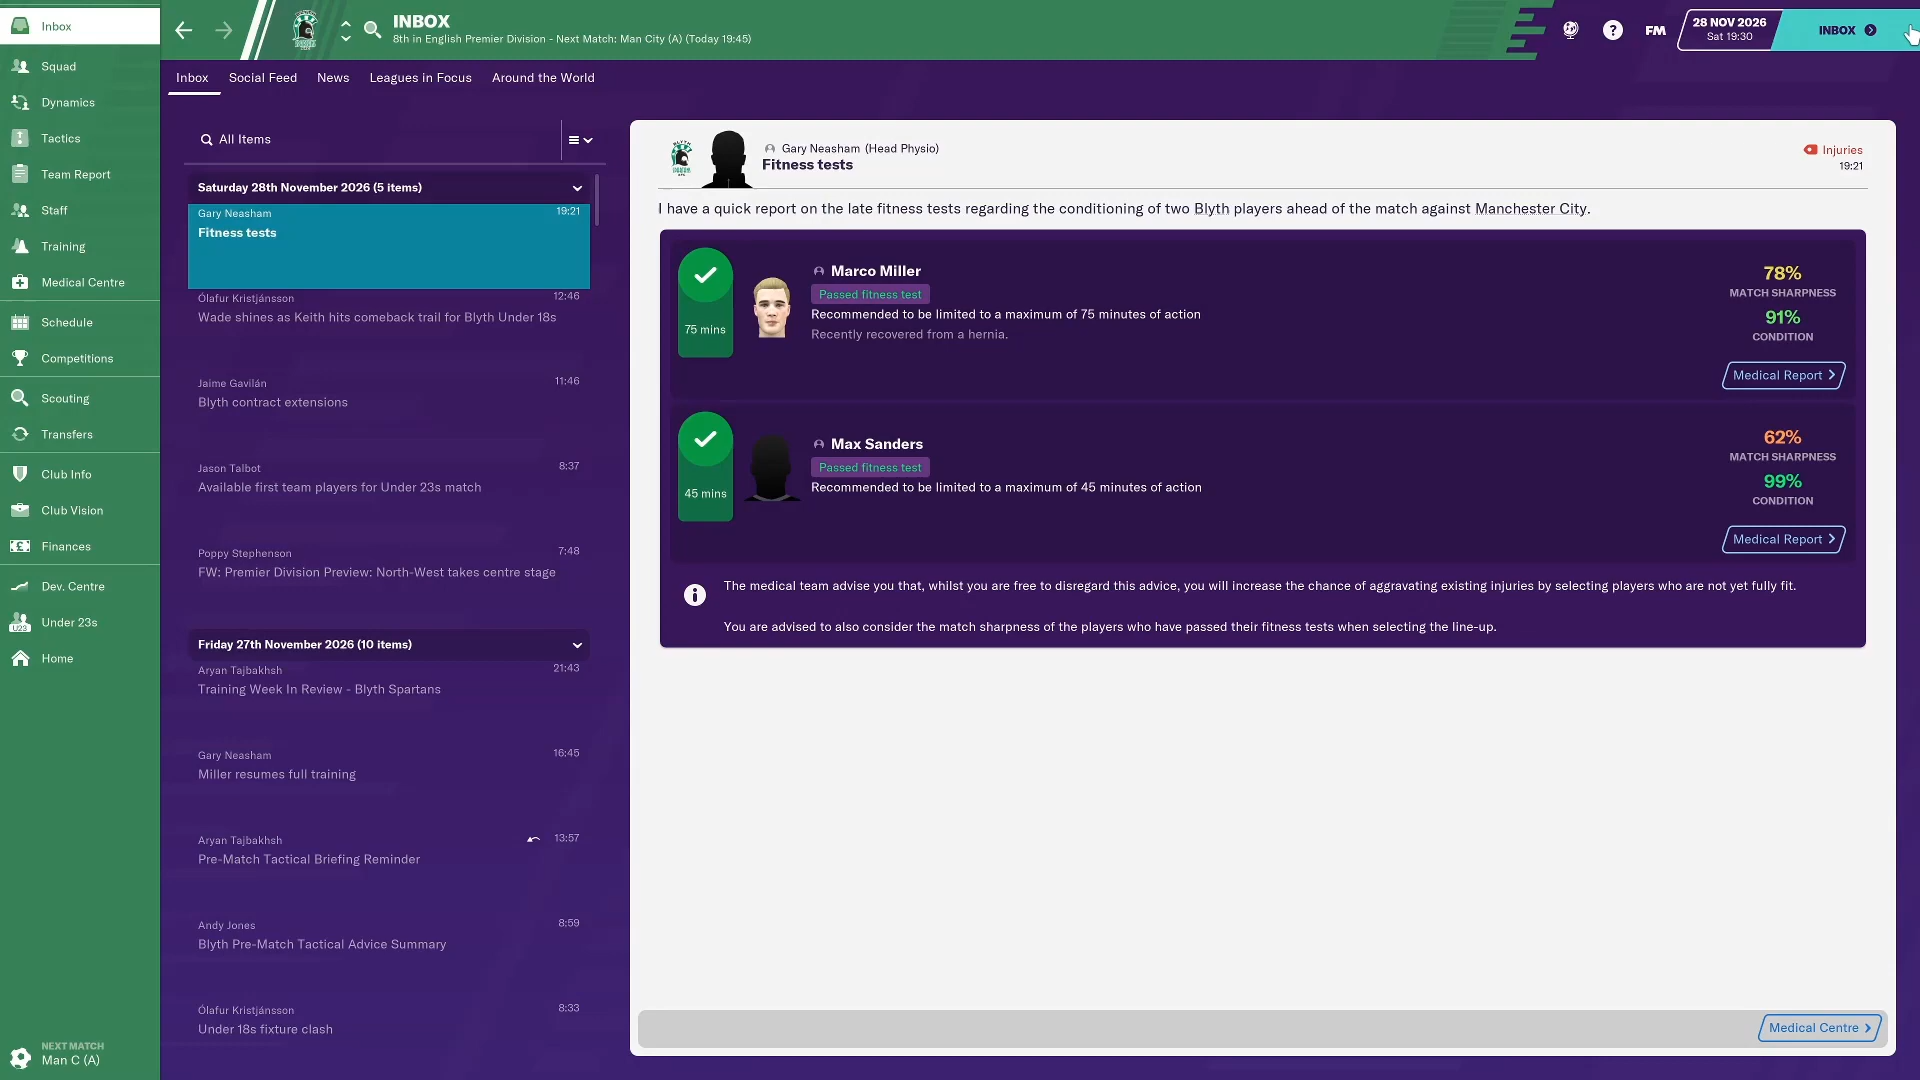 Inbox
Squad
Dynamics
Tactics
Team Report
Staff
Training
Medical Centre
Schedule
Competitions
Scouting
Transfers
Club Info
Club Vision
Finances
Dev. Centre
U23
Under 23s
Home
NEXT MATCH
Man C (A)
INBOX
8th in English Premier Division - Next Match: Man City (A) (Today 19:45)
FM
28 NOV 2026
Sat 19:30
INBOX
Inbox
Social Feed
News
Leagues in Focus
Around the World
All Items
Saturday 28th November 2026 (5 items)
Gary Neasham 19:21
Fitness tests
Ólafur Kristjánsson 12:46
Wade shines as Keith hits comeback trail for Blyth Under 18s
Jaime Gavilán 11:46
Blyth contract extensions
Jason Talbot 8:37
Available first team players for Under 23s match
Poppy Stephenson 7:48
FW: Premier Division Preview: North-West takes centre stage
Friday 27th November 2026 (10 items)
Aryan Tajbakhsh 21:43
Training Week In Review - Blyth Spartans
Gary Neasham 16:45
Miller resumes full training
Aryan Tajbakhsh 13:57
Pre-Match Tactical Briefing Reminder
Andy Jones 8:59
Blyth Pre-Match Tactical Advice Summary
Ólafur Kristjánsson 8:33
Under 18s fixture clash
Gary Neasham (Head Physio)
Fitness tests
Injuries
19:21
I have a quick report on the late fitness tests regarding the conditioning of two Blyth players ahead of the match against Manchester City.
75 mins
Marco Miller
Passed fitness test
Recommended to be limited to a maximum of 75 minutes of action
Recently recovered from a hernia.
78%
MATCH SHARPNESS
91%
CONDITION
Medical Report
45 mins
Max Sanders
Passed fitness test
Recommended to be limited to a maximum of 45 minutes of action
62%
MATCH SHARPNESS
99%
CONDITION
Medical Report
The medical team advise you that, whilst you are free to disregard this advice, you will increase the chance of aggravating existing injuries by selecting players who are not yet fully fit.
You are advised to also consider the match sharpness of the players who have passed their fitness tests when selecting the line-up.
Medical Centre